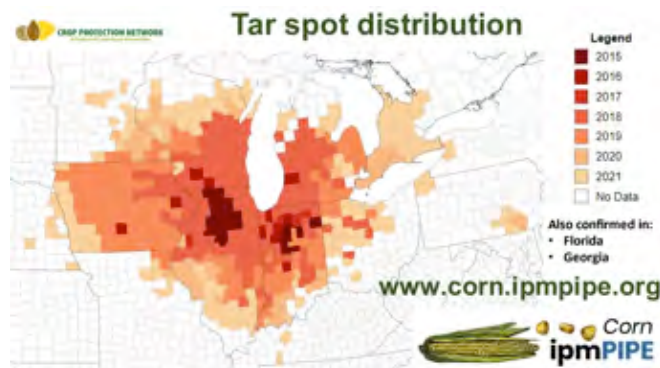 Tar spot distribution
CROP PROTECTION NETWORK
Legend
2015
2016
2017
2018
2019
2020
2021
No Data
Also confirmed in:
• Florida
• Georgia
www.corn.ipmpipe.org
Corn
ipmPIPE